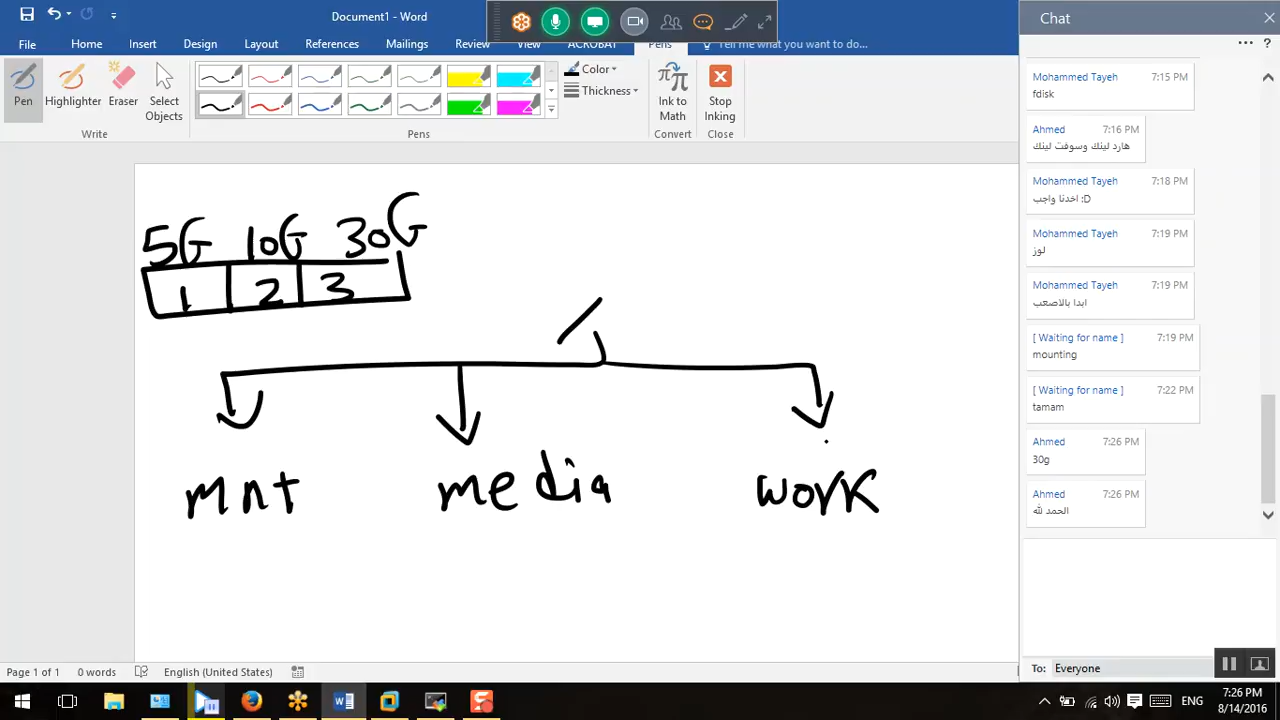 Document1 - Word
Chat
File Home Insert Design Layout References Mailings Review View ACROBAT Pens Tell me what you want to do...
Pen Highlighter Eraser Select Objects
Color
Thickness
Ink to Math
Stop Inking
Write Pens Convert Close
Mohammed Tayeh 7:15 PM
fdisk
Ahmed 7:16 PM
هارد لينك وسوفت لينك
Mohammed Tayeh 7:18 PM
اخدنا واجب :D
Mohammed Tayeh 7:19 PM
لوز
Mohammed Tayeh 7:19 PM
ابدا بالاصعب
[ Waiting for name ] 7:19 PM
mounting
[ Waiting for name ] 7:22 PM
tamam
Ahmed 7:26 PM
30g
Ahmed 7:26 PM
الحمد لله
5G 10G 30G
1 2 3
/
mnt media work
To: Everyone
Page 1 of 1 0 words English (United States)
ENG 7:26 PM
8/14/2016